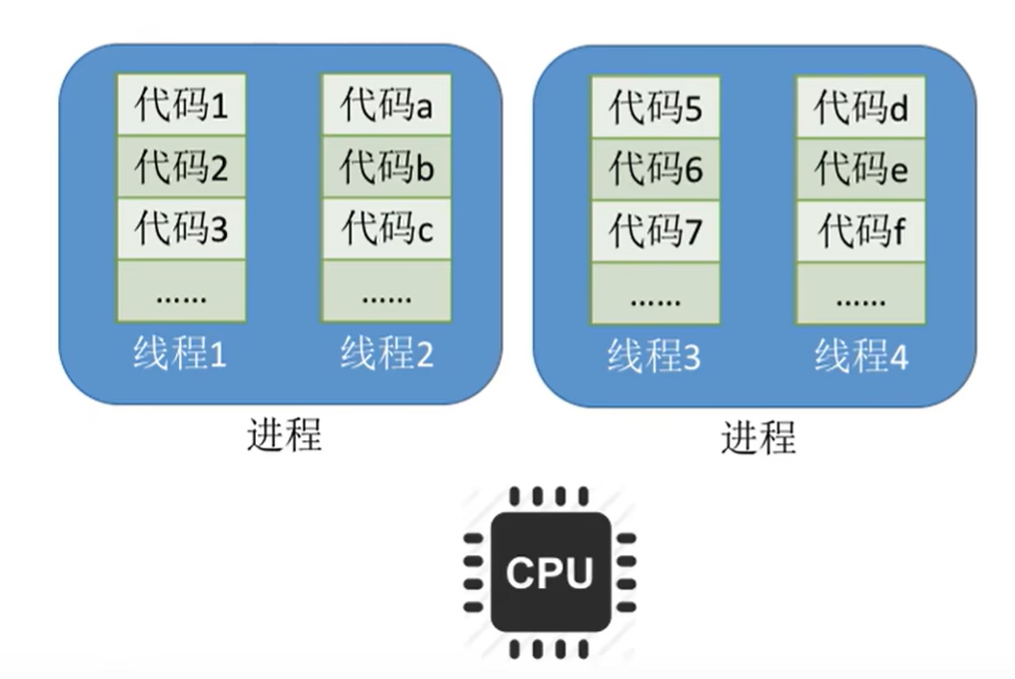 代码1
代码2
代码3
......
线程1
代码a
代码b
代码c
......
线程2
进程
代码5
代码6
代码7
......
线程3
代码d
代码e
代码f
......
线程4
进程
CPU